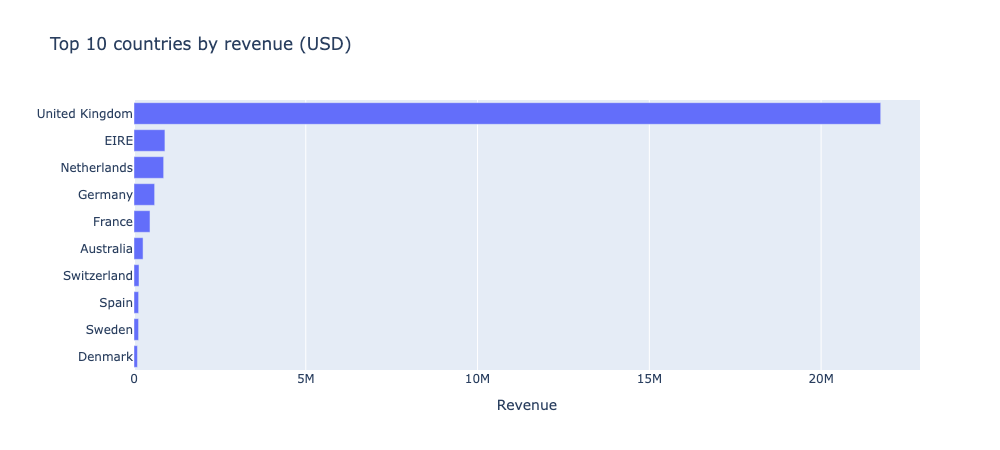 Top 10 countries by revenue (USD)
United Kingdom
EIRE
Netherlands
Germany
France
Australia
Switzerland
Spain
Sweden
Denmark
0 5M 10M 15M 20M
Revenue